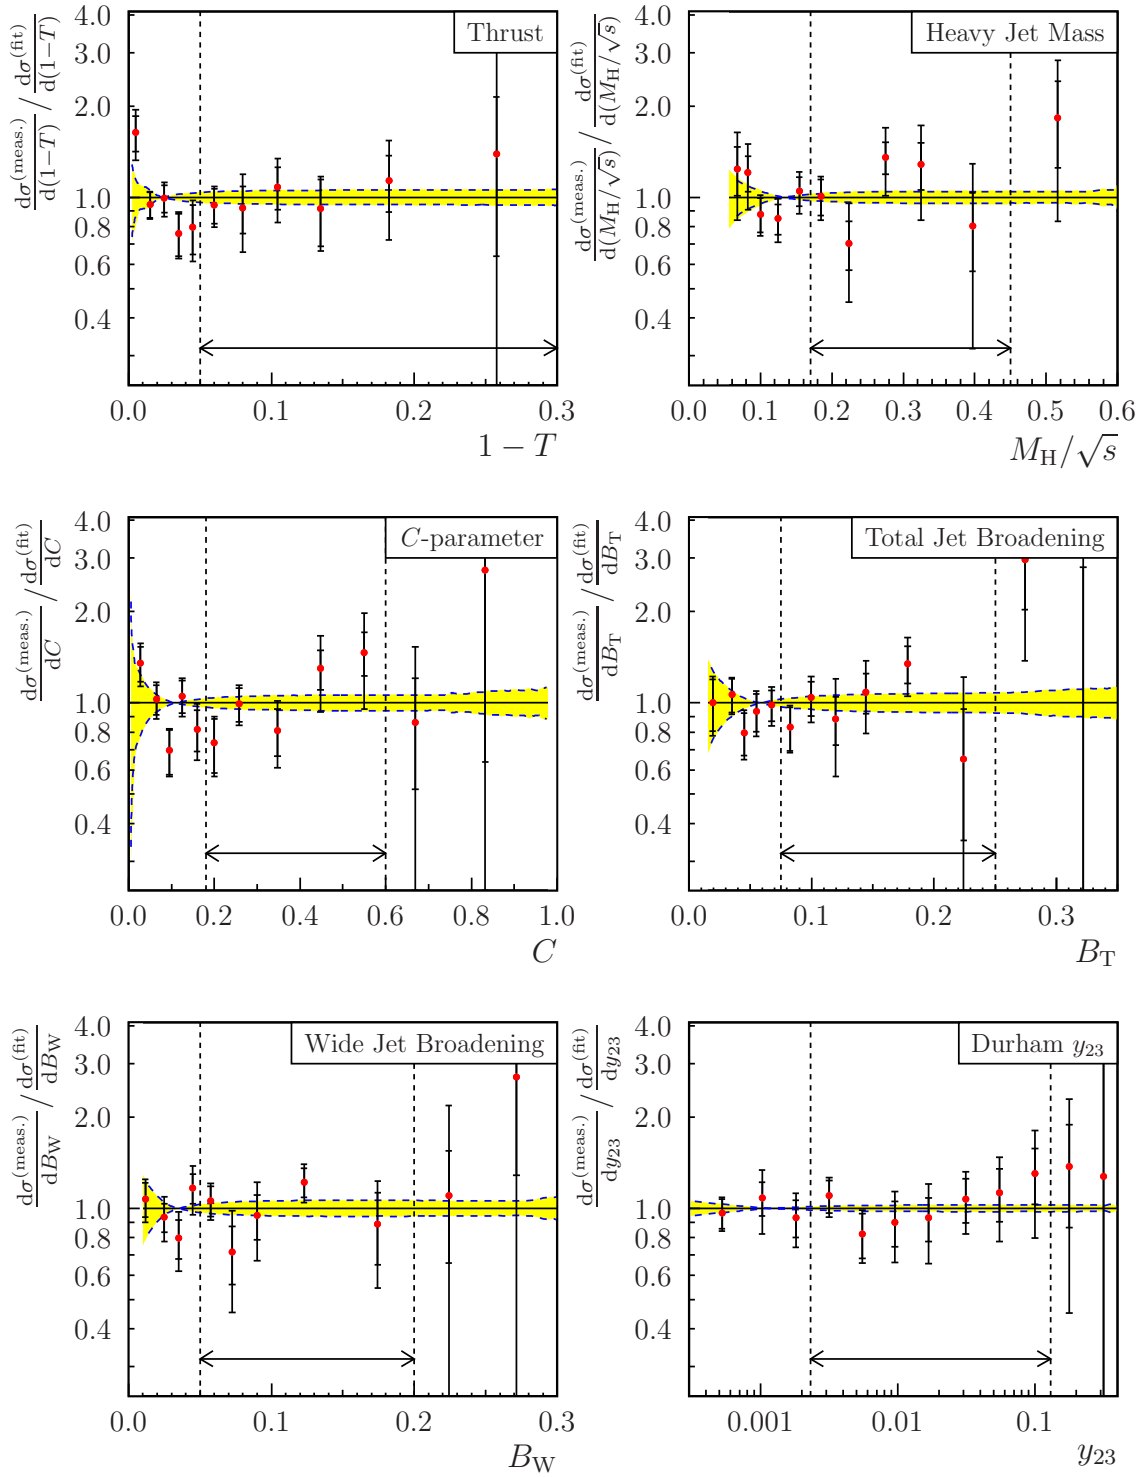 Thrust
dσ(meas.)/d(1−T) / dσ(fit)/d(1−T)
4.0
3.0
2.0
1.0
0.8
0.6
0.4
0.0 0.1 0.2 0.3
1 − T
Heavy Jet Mass
dσ(meas.)/d(M_H/√s) / dσ(fit)/d(M_H/√s)
4.0
3.0
2.0
1.0
0.8
0.6
0.4
0.0 0.1 0.2 0.3 0.4 0.5 0.6
M_H/√s
C-parameter
dσ(meas.)/dC / dσ(fit)/dC
4.0
3.0
2.0
1.0
0.8
0.6
0.4
0.0 0.2 0.4 0.6 0.8 1.0
C
Total Jet Broadening
dσ(meas.)/dB_T / dσ(fit)/dB_T
4.0
3.0
2.0
1.0
0.8
0.6
0.4
0.0 0.1 0.2 0.3
B_T
Wide Jet Broadening
dσ(meas.)/dB_W / dσ(fit)/dB_W
4.0
3.0
2.0
1.0
0.8
0.6
0.4
0.0 0.1 0.2 0.3
B_W
Durham y_23
dσ(meas.)/dy_23 / dσ(fit)/dy_23
4.0
3.0
2.0
1.0
0.8
0.6
0.4
0.001 0.01 0.1
y_23